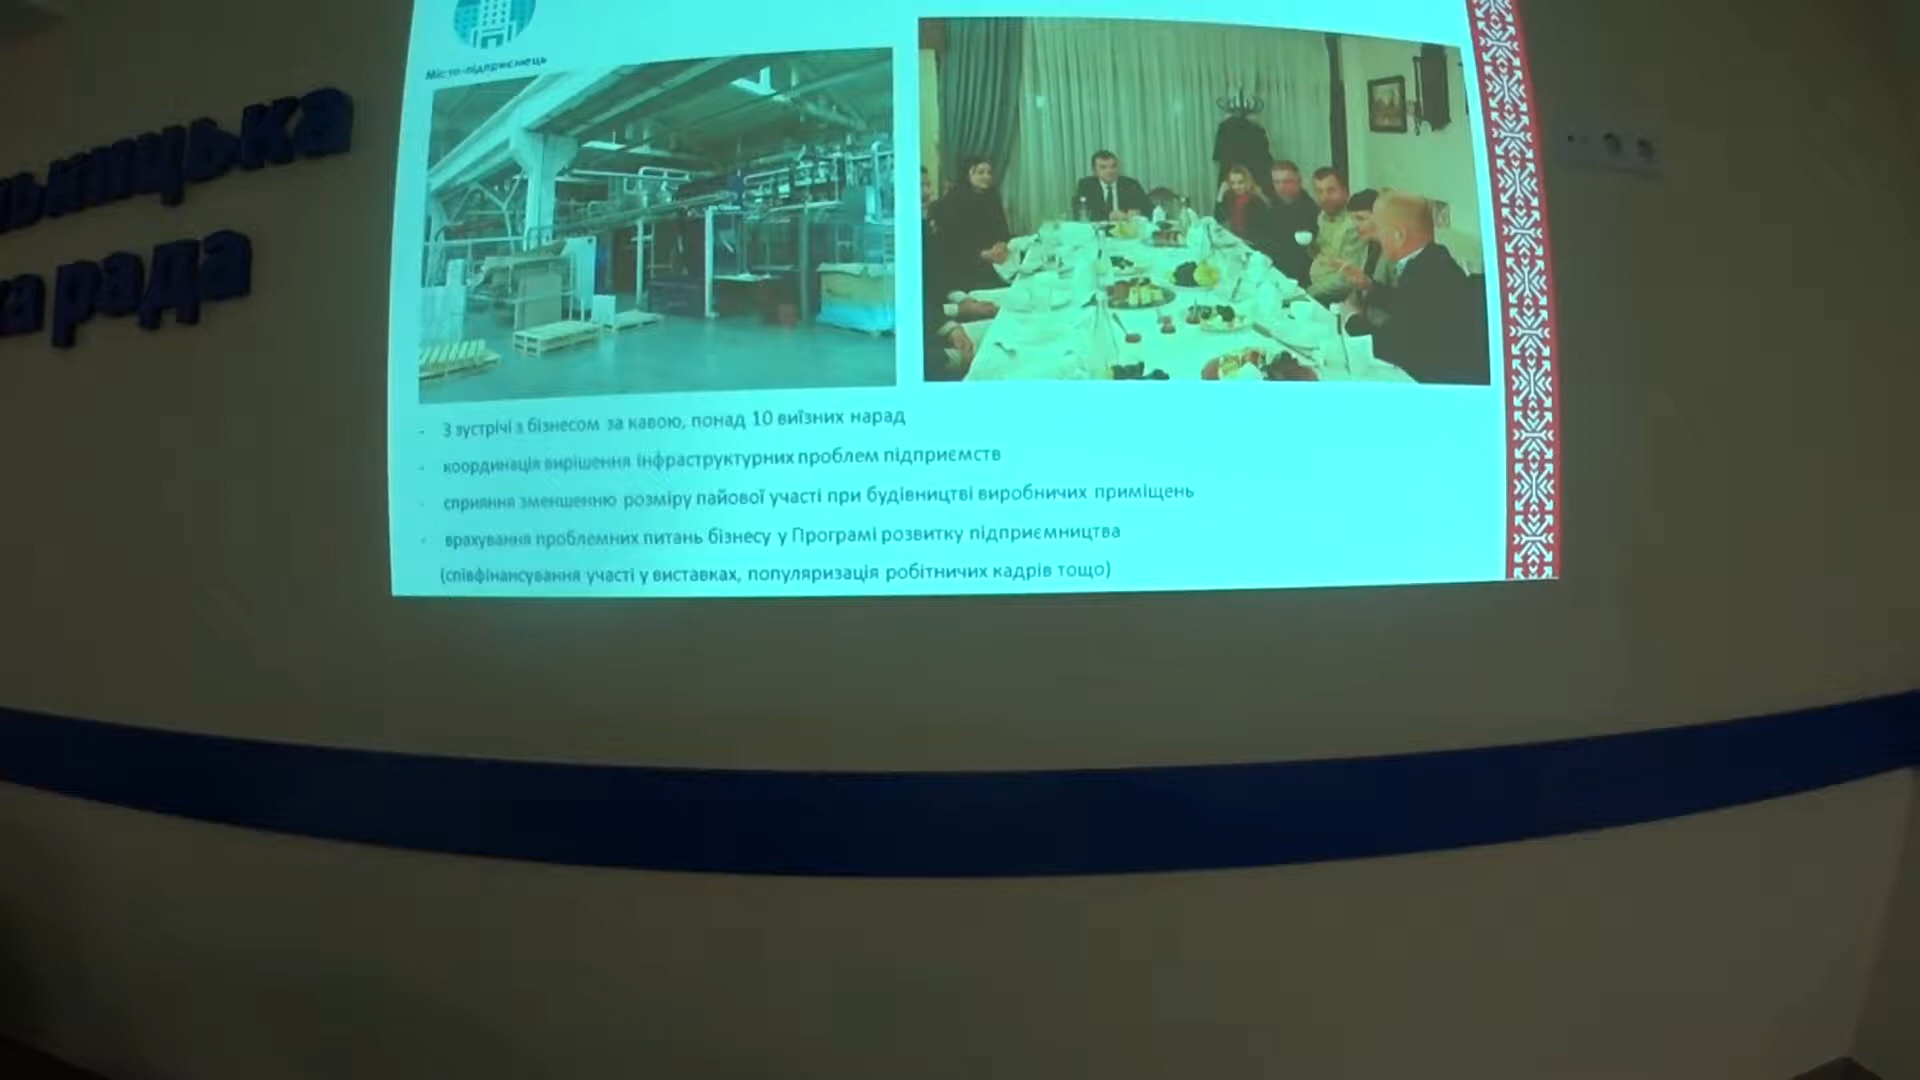 ьницька
а рада
Місто-підприємець
- 3 зустрічі з бізнесом за кавою, понад 10 виїзних нарад
- координація вирішення інфраструктурних проблем підприємств
- сприяння зменшенню розміру пайової участі при будівництві виробничих приміщень
- врахування проблемних питань бізнесу у Програмі розвитку підприємництва
(співфінансування участі у виставках, популяризація робітничих кадрів тощо)